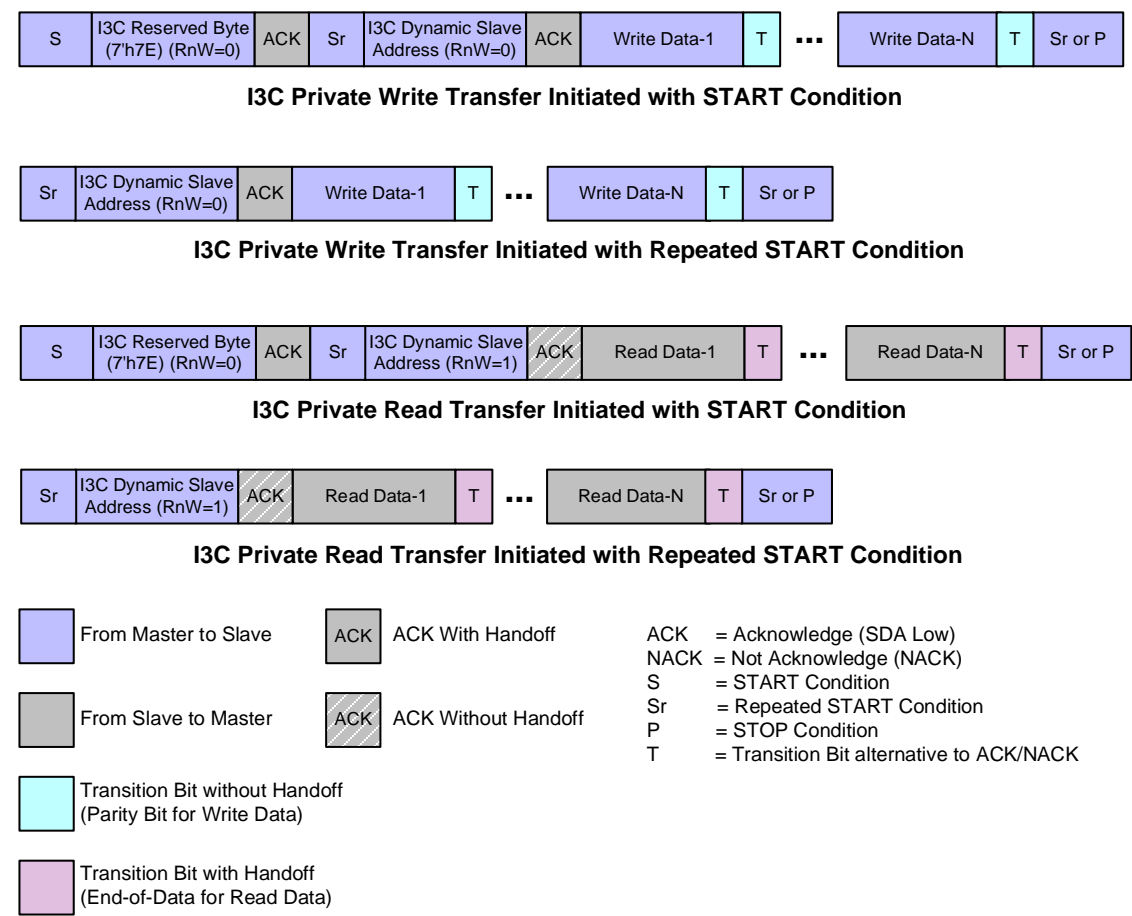 S I3C Reserved Byte (7'h7E) (RnW=0) ACK Sr I3C Dynamic Slave Address (RnW=0) ACK Write Data-1 T ... Write Data-N T Sr or P
I3C Private Write Transfer Initiated with START Condition
Sr I3C Dynamic Slave Address (RnW=0) ACK Write Data-1 T ... Write Data-N T Sr or P
I3C Private Write Transfer Initiated with Repeated START Condition
S I3C Reserved Byte (7'h7E) (RnW=0) ACK Sr I3C Dynamic Slave Address (RnW=1) ACK Read Data-1 T ... Read Data-N T Sr or P
I3C Private Read Transfer Initiated with START Condition
Sr I3C Dynamic Slave Address (RnW=1) ACK Read Data-1 T ... Read Data-N T Sr or P
I3C Private Read Transfer Initiated with Repeated START Condition
From Master to Slave
From Slave to Master
Transition Bit without Handoff
(Parity Bit for Write Data)
Transition Bit with Handoff
(End-of-Data for Read Data)
ACK ACK With Handoff
ACK ACK Without Handoff
ACK = Acknowledge (SDA Low)
NACK = Not Acknowledge (NACK)
S = START Condition
Sr = Repeated START Condition
P = STOP Condition
T = Transition Bit alternative to ACK/NACK